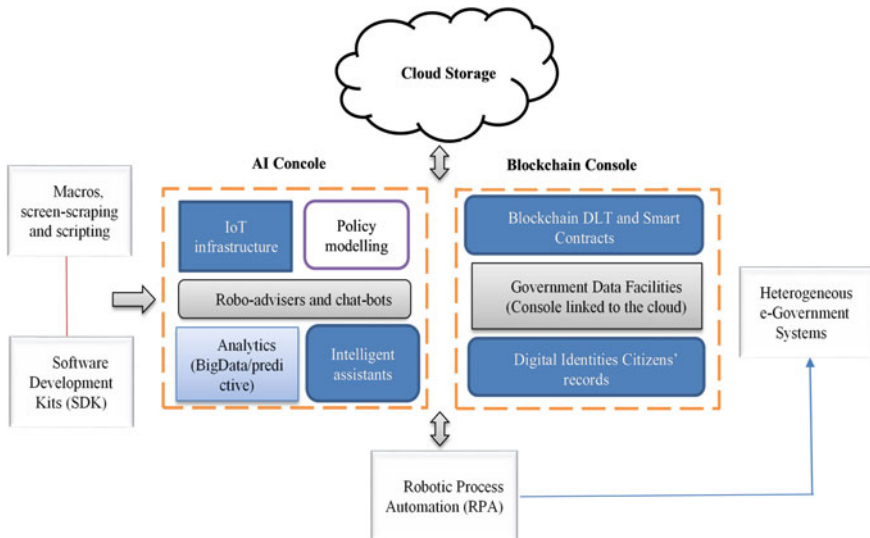 Cloud Storage
AI Concole
Blockchain Console
Macros,
screen-scraping
and scripting
Software
Development
Kits (SDK)
IoT
infrastructure
Policy
modelling
Robo-advisers and chat-bots
Analytics
(BigData/predi
ctive)
Intelligent
assistants
Blockchain DLT and Smart
Contracts
Government Data Facilities
(Console linked to the cloud)
Digital Identities Citizens'
records
Heterogeneous
e-Government
Systems
Robotic Process
Automation (RPA)